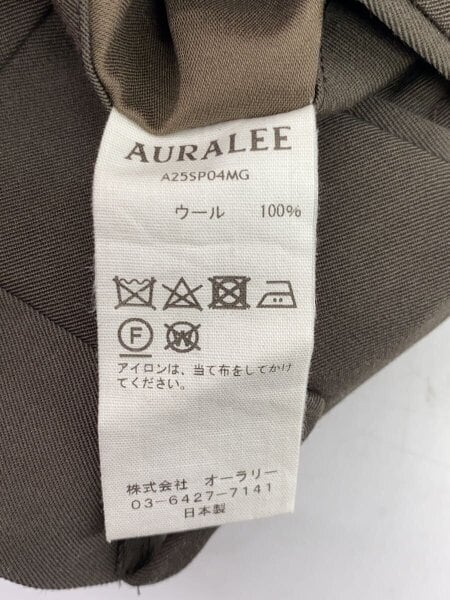 AURALEE
A25SP04MG
ウール 100%
F W
アイロンは、当て布をしてかけ
てください。
株式会社 オーラリー
03-6427-7141
日本製